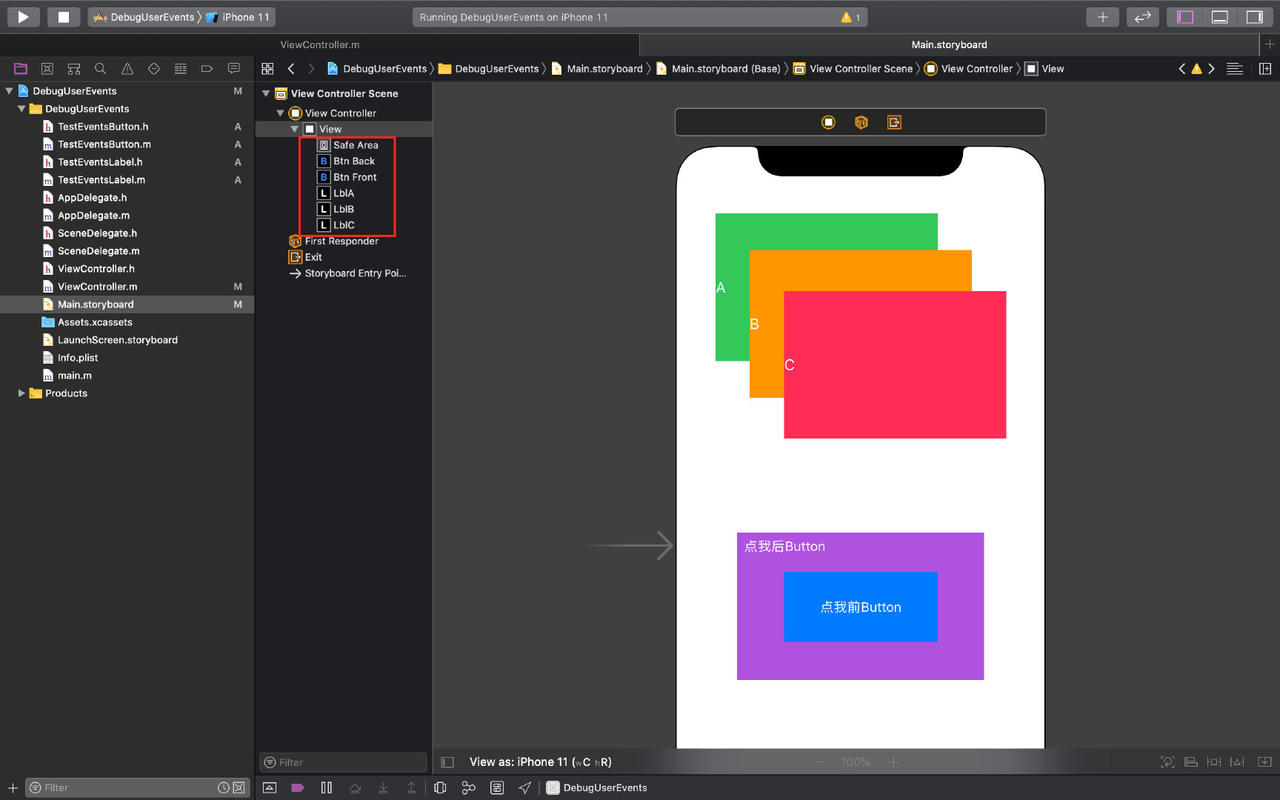 DebugUserEvents 〉 iPhone 11
Running DebugUserEvents on iPhone 11
1
ViewController.m
Main.storyboard
DebugUserEvents 〉 DebugUserEvents 〉 Main.storyboard 〉 Main.storyboard (Base) 〉 View Controller Scene 〉 View Controller 〉 View
DebugUserEvents M
DebugUserEvents
TestEventsButton.h A
TestEventsButton.m A
TestEventsLabel.h A
TestEventsLabel.m A
AppDelegate.h
AppDelegate.m
SceneDelegate.h
SceneDelegate.m
ViewController.h
ViewController.m M
Main.storyboard M
Assets.xcassets
LaunchScreen.storyboard
Info.plist
main.m
Products
Filter
View Controller Scene
View Controller
View
Safe Area
B Btn Back
B Btn Front
L LblA
L LblB
L LblC
First Responder
Exit
Storyboard Entry Poi...
Filter
A
B
C
点我后Button
点我前Button
View as: iPhone 11 (wC hR)
100%
DebugUserEvents